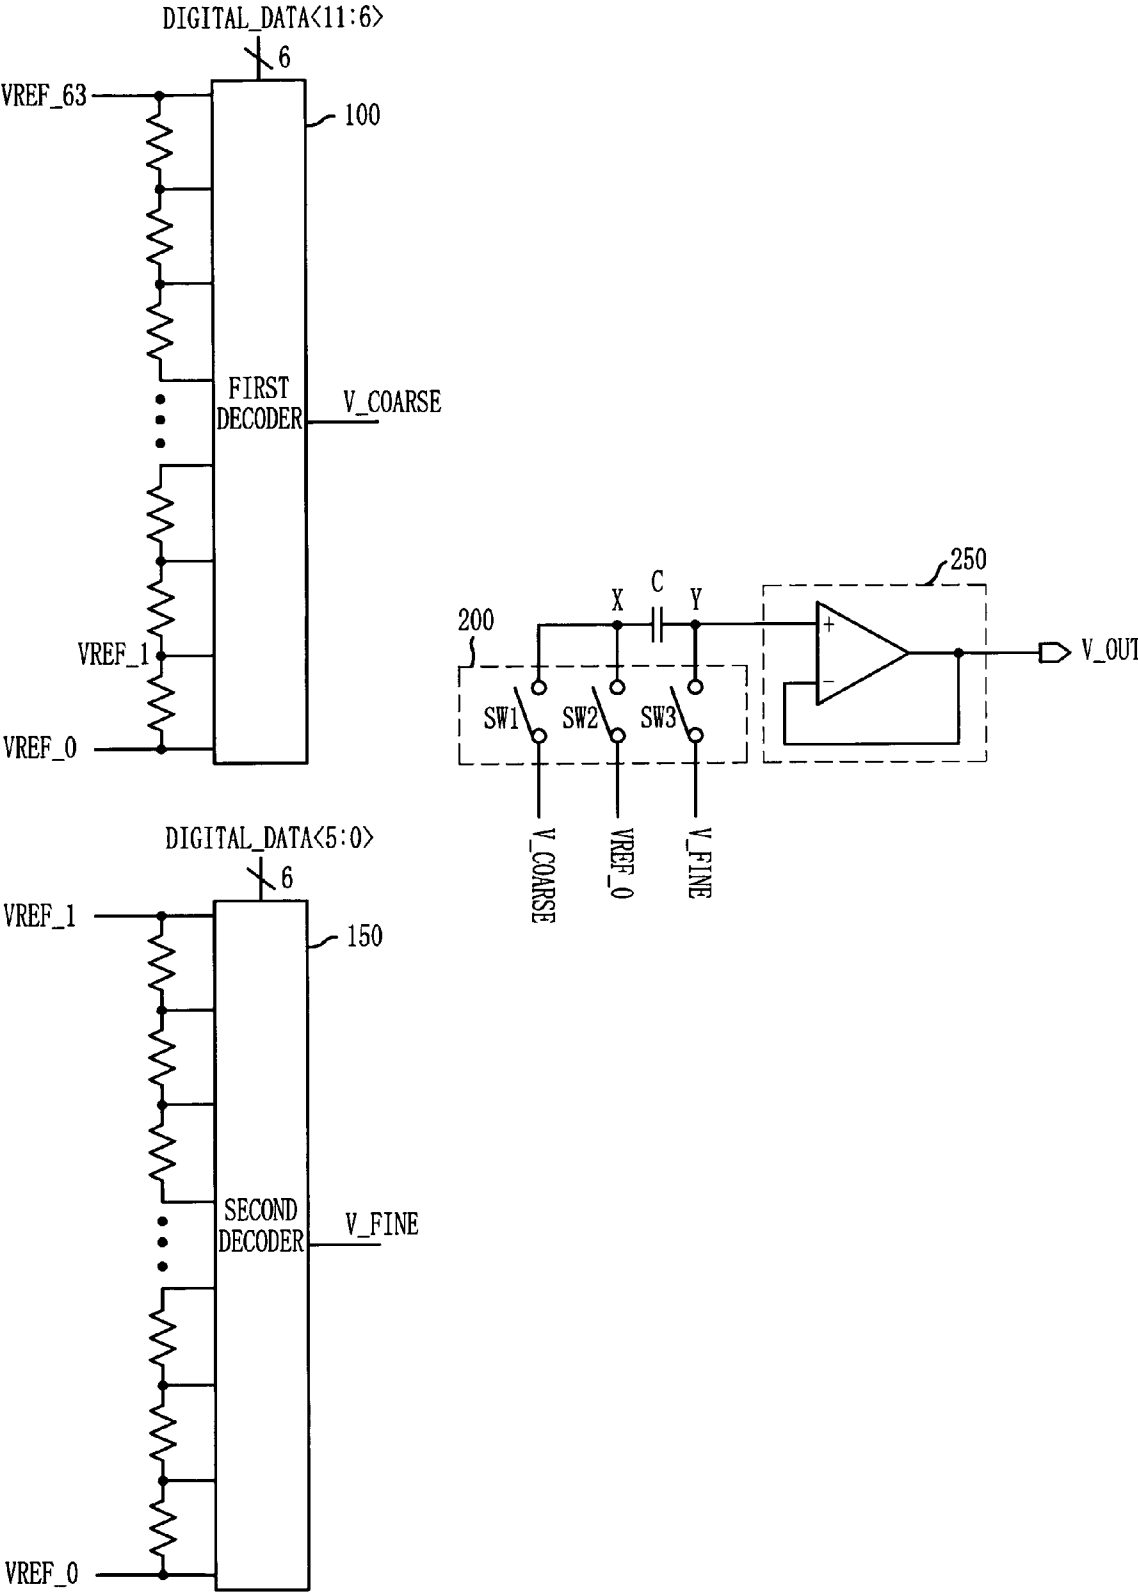 DIGITAL_DATA<11:6>
6
VREF_63
100
FIRST
DECODER
V_COARSE
VREF_1
VREF_0
200
X
C
Y
250
+
−
V_OUT
SW1
SW2
SW3
V_COARSE
VREF_0
V_FINE
DIGITAL_DATA<5:0>
6
VREF_1
150
SECOND
DECODER
V_FINE
VREF_0